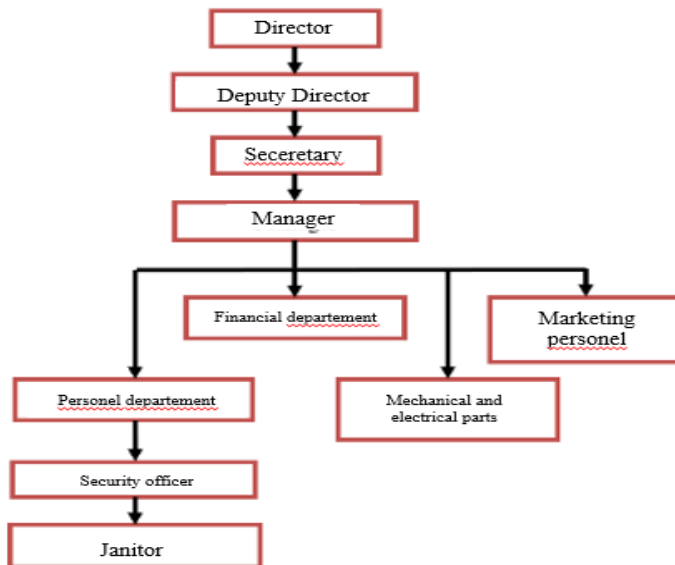 Director
Deputy Director
Seceretary
Manager
Financial departement
Marketing
personel
Personel departement
Mechanical and
electrical parts
Security officer
Janitor